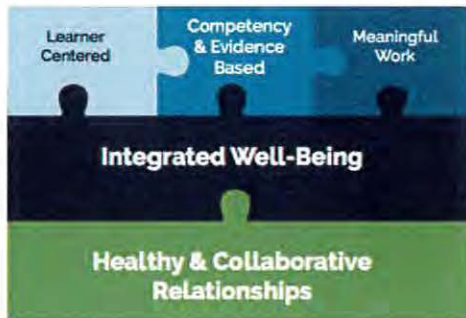 Learner
Centered
Competency
& Evidence
Based
Meaningful
Work
Integrated Well-Being
Healthy & Collaborative
Relationships